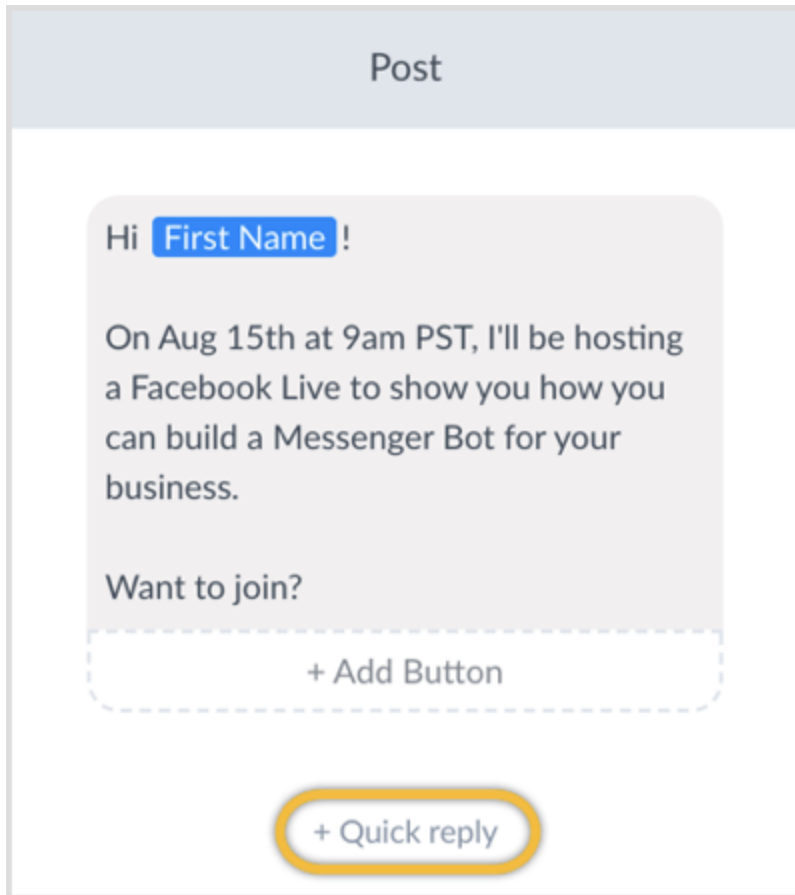 Post
Hi First Name !
On Aug 15th at 9am PST, I'll be hosting
a Facebook Live to show you how you
can build a Messenger Bot for your
business.
Want to join?
+ Add Button
+ Quick reply